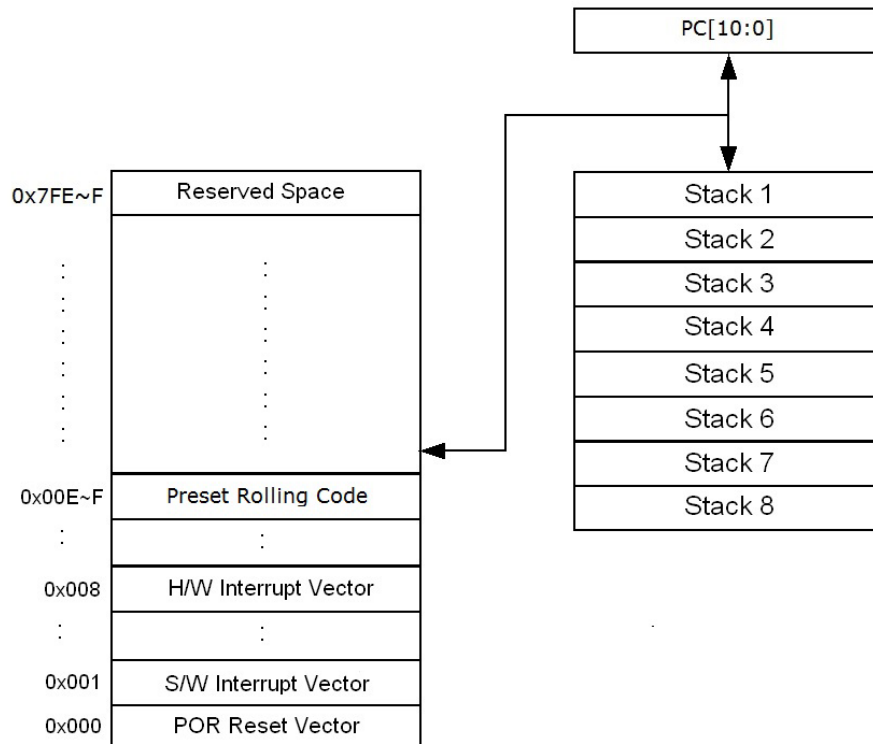 PC[10:0]
0x7FE~F Reserved Space
Stack 1
Stack 2
Stack 3
Stack 4
Stack 5
Stack 6
Stack 7
Stack 8
0x00E~F Preset Rolling Code
0x008 H/W Interrupt Vector
0x001 S/W Interrupt Vector
0x000 POR Reset Vector